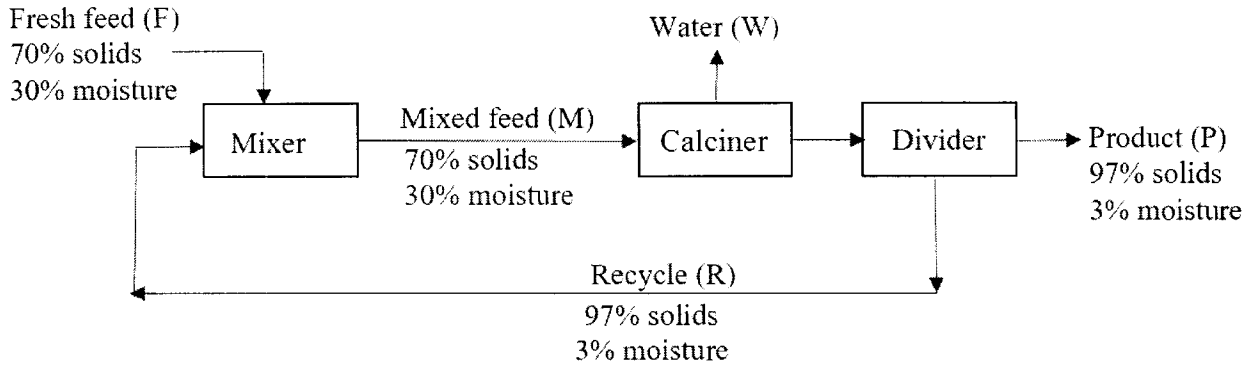 Fresh feed (F)
70% solids
30% moisture
Water (W)
Mixer
Mixed feed (M)
70% solids
30% moisture
Calciner
Divider
Product (P)
97% solids
3% moisture
Recycle (R)
97% solids
3% moisture